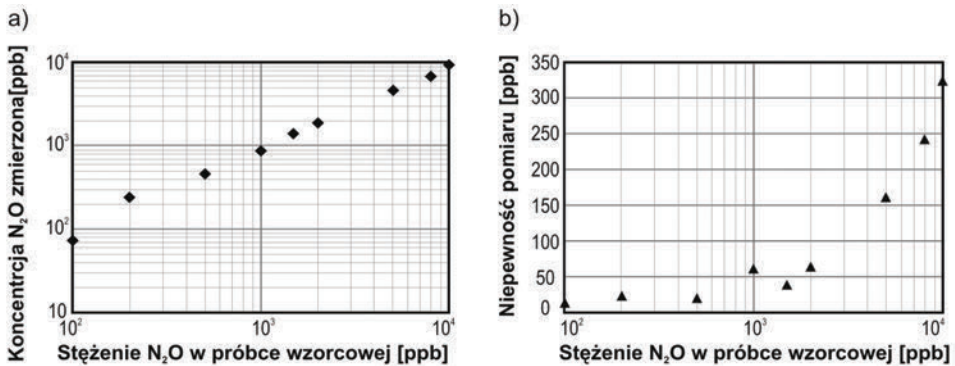 a)
Koncentrcja N₂O zmierzona[ppb]
10⁴
10³
10²
10
10² 10³ 10⁴
Stężenie N₂O w próbce wzorcowej [ppb]
b)
Niepewność pomiaru [ppb]
350
300
250
200
150
100
50
0
10² 10³ 10⁴
Stężenie N₂O w próbce wzorcowej [ppb]